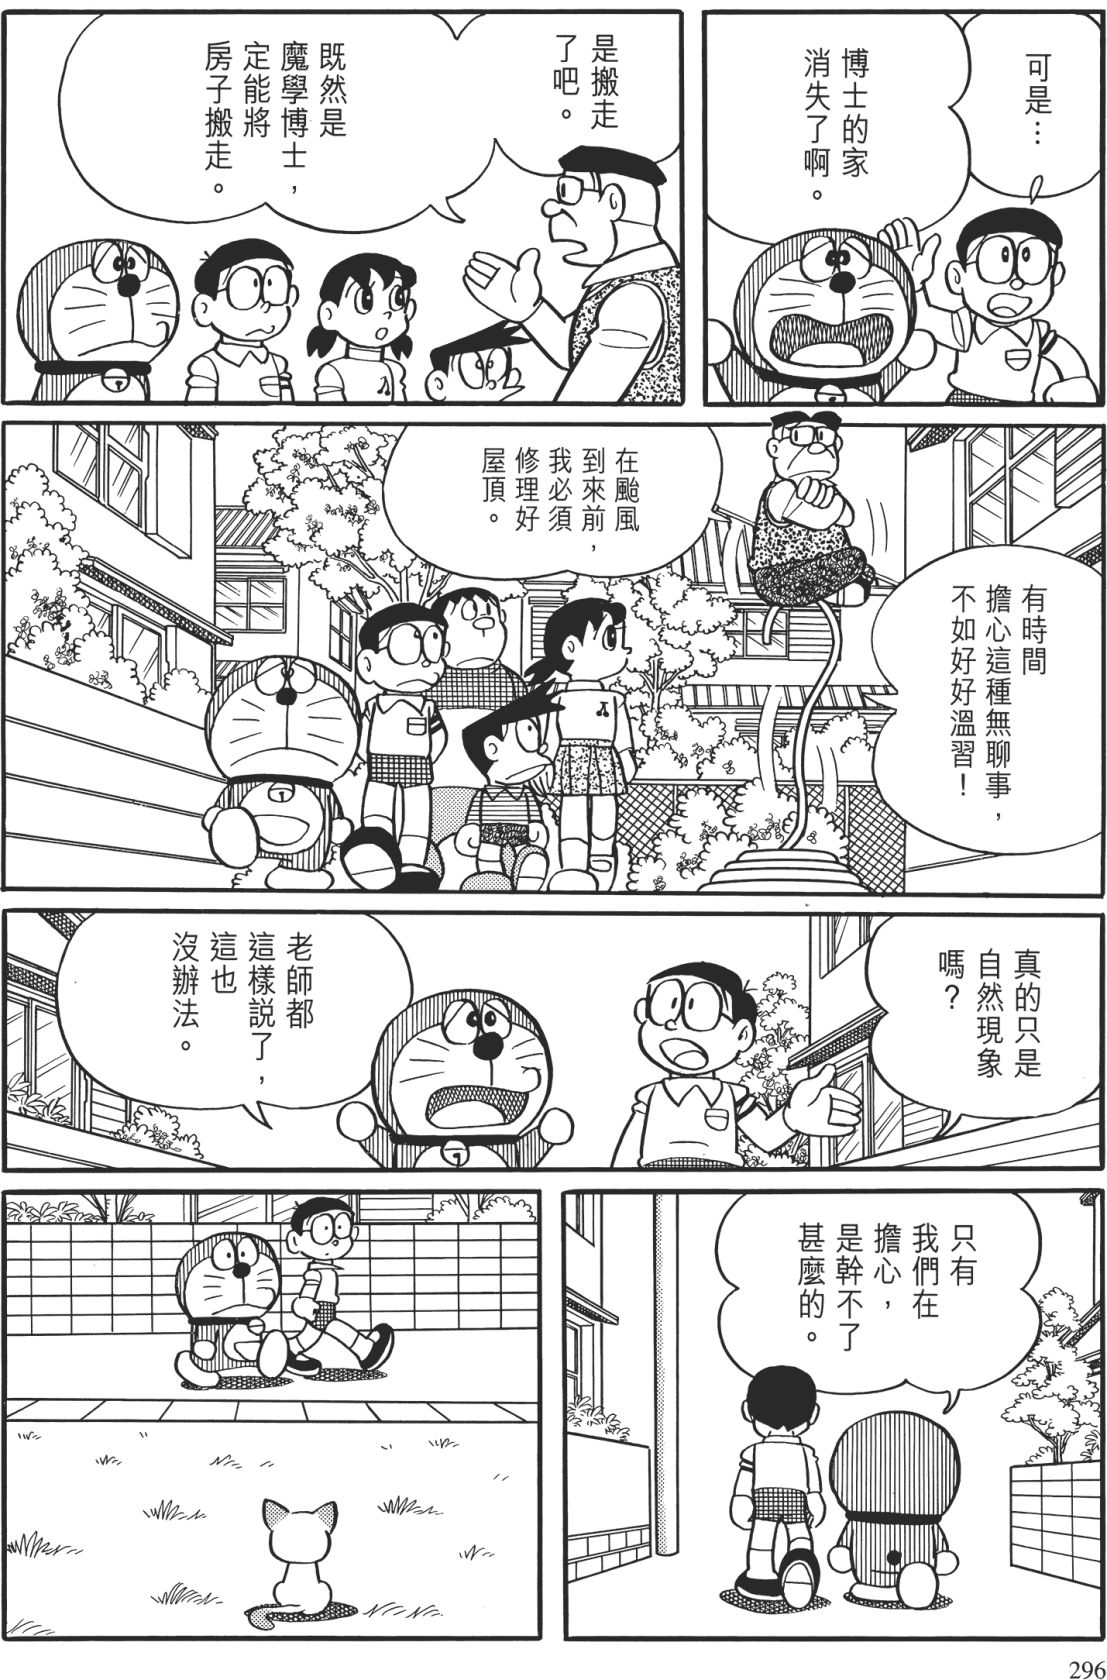 可是…
博士的家
消失了啊。
是搬走
了吧。
既然是
魔學博士，
定能將
房子搬走。
在颱風
到來前，
我必須
修理好
屋頂。
有時間
擔心這種無聊事，
不如好好溫習！
真的只是
自然現象
嗎？
老師都
這樣説了，
這也
沒辦法。
只有
我們在
擔心，
是幹不了
甚麼的。
296